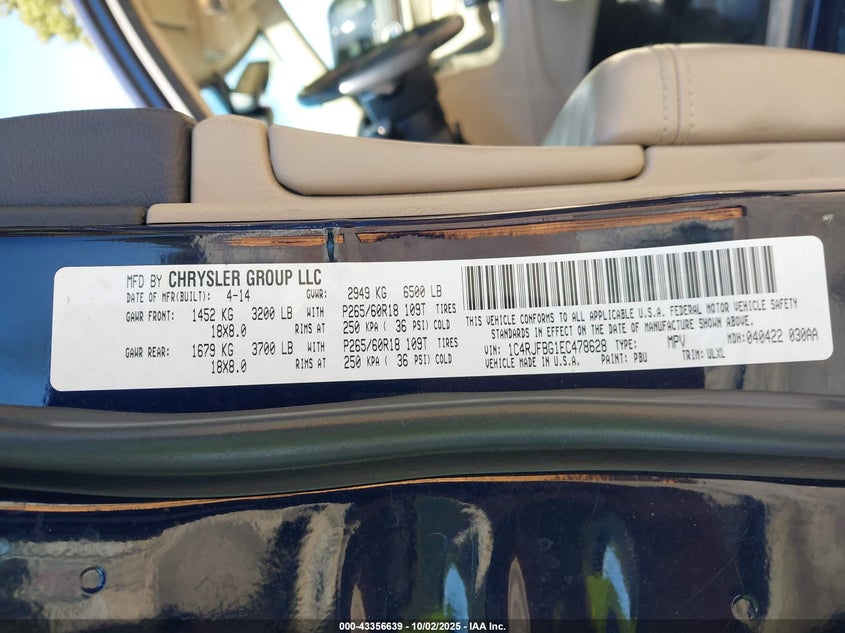 MFD BY CHRYSLER GROUP LLC
DATE OF MFR(BUILT): 4-14 GVWR: 2949 KG 6500 LB
GAWR FRONT: 1452 KG 3200 LB WITH P265/60R18 109T TIRES
18X8.0 RIMS AT 250 KPA ( 36 PSI) COLD
GAWR REAR: 1679 KG 3700 LB WITH P265/60R18 109T TIRES
18X8.0 RIMS AT 250 KPA ( 36 PSI) COLD
THIS VEHICLE CONFORMS TO ALL APPLICABLE U.S.A. FEDERAL MOTOR VEHICLE SAFETY
STANDARDS IN EFFECT ON THE DATE OF MANUFACTURE SHOWN ABOVE.
VIN: 1C4RJFBG1EC478628 TYPE: MPV MDH: 040422 030AA
VEHICLE MADE IN U.S.A. PAINT: PBU TRIM: ULXL
000-43356639 - 10/02/2025 - IAA Inc.